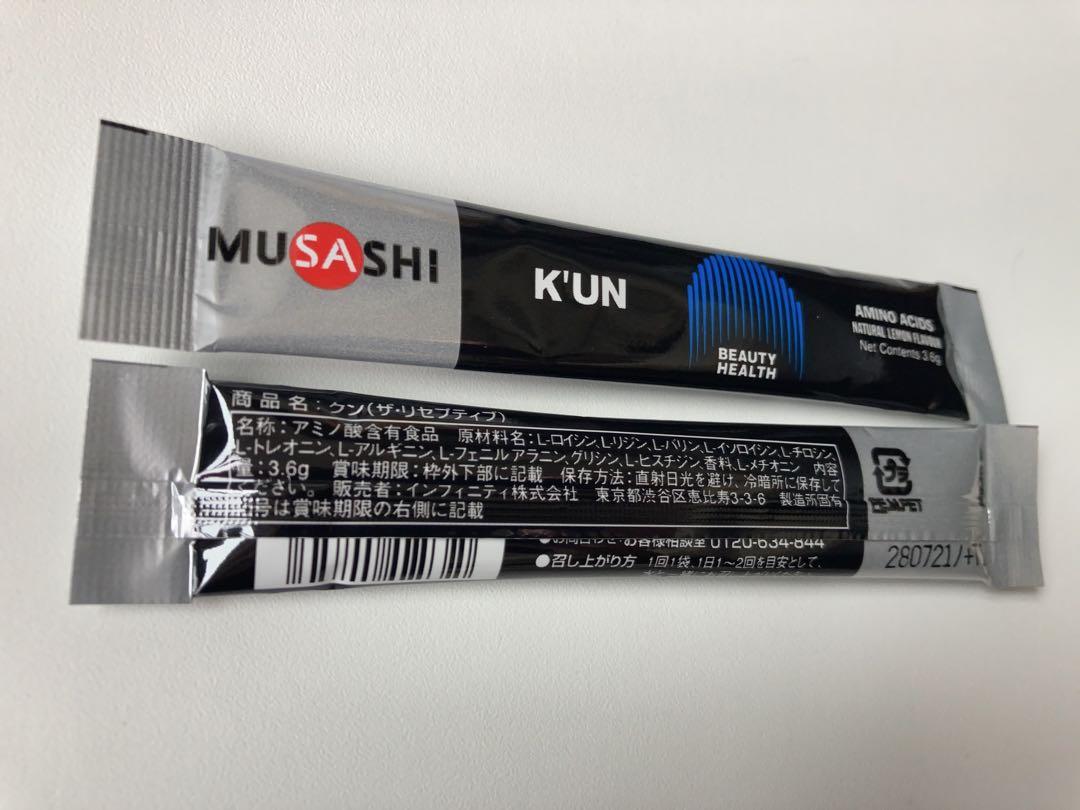 MUSASHI
K'UN
BEAUTY
HEALTH
AMINO ACIDS
NATURAL LEMON FLAVOUR
Net Contents 3.6g
商品名：クン(ザ・リセプティブ)
名称：アミノ酸含有食品 原材料名：L-ロイシン、L-リジン、L-バリン、L-イソロイシン、L-チロシン、
L-トレオニン、L-アルギニン、L-フェニルアラニン、グリシン、L-ヒスチジン、香料、L-メチオニン 内容
量：3.6g 賞味期限：枠外下部に記載 保存方法：直射日光を避け、冷暗所に保存して
ください。 販売者：インフィニティ株式会社 東京都渋谷区恵比寿3-3-6 製造所固有
号は賞味期限の右側に記載
プラ
●お問合わせ：お客様相談室 0120-634-844
●召し上がり方 1回1袋、1日1〜2回を目安として、
280721/+